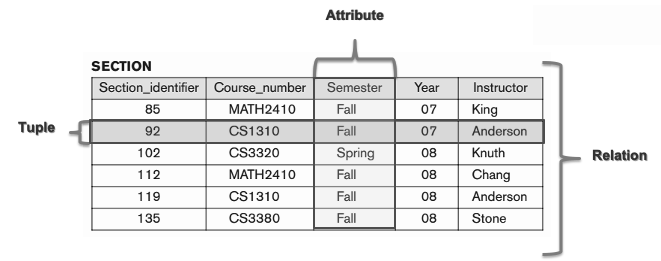 Attribute
SECTION
Section_identifier Course_number Semester Year Instructor
85 MATH2410 Fall 07 King
Tuple 92 CS1310 Fall 07 Anderson
102 CS3320 Spring 08 Knuth Relation
112 MATH2410 Fall 08 Chang
119 CS1310 Fall 08 Anderson
135 CS3380 Fall 08 Stone